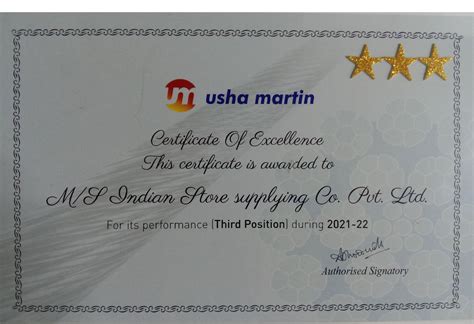 um usha martin
Certificate Of Excellence
This certificate is awarded to
M/S Indian Store supplying Co. Pvt. Ltd.
For its performance (Third Position) during 2021-22
Authorised Signatory